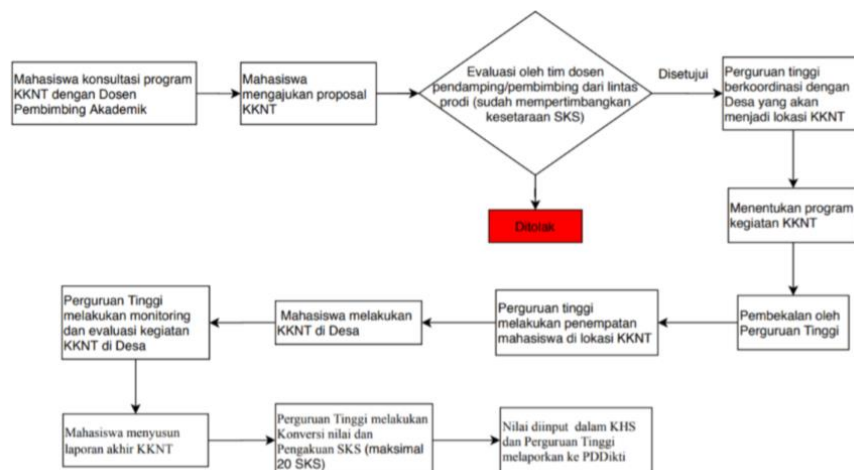 Mahasiswa konsultasi program
KKNT dengan Dosen
Pembimbing Akademik
Mahasiswa
mengajukan proposal
KKNT
Evaluasi oleh tim dosen
pendamping/pembimbing dari lintas
prodi (sudah mempertimbangkan
kesetaraan SKS)
Disetujui
Perguruan tinggi
berkoordinasi dengan
Desa yang akan
menjadi lokasi KKNT
Ditolak
Menentukan program
kegiatan KKNT
Pembekalan oleh
Perguruan Tinggi
Perguruan tinggi
melakukan penempatan
mahasiswa di lokasi KKNT
Mahasiswa melakukan
KKNT di Desa
Perguruan Tinggi
melakukan monitoring
dan evaluasi kegiatan
KKNT di Desa
Mahasiswa menyusun
laporan akhir KKNT
Perguruan Tinggi melakukan
Konversi nilai dan
Pengakuan SKS (maksimal
20 SKS)
Nilai diinput dalam KHS
dan Perguruan Tinggi
melaporkan ke PDDikti